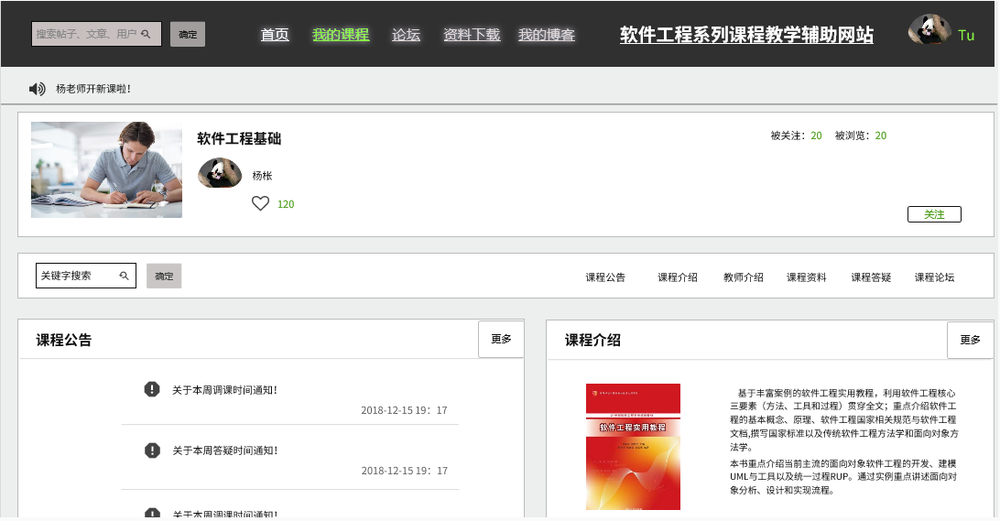 搜索帖子、文章、用户
确定
首页
我的课程
论坛
资料下载
我的博客
软件工程系列课程教学辅助网站
Tu
杨老师开新课啦！
软件工程基础
被关注：20
被浏览：20
杨枨
120
关注
关键字搜索
确定
课程公告
课程介绍
教师介绍
课程资料
课程答疑
课程论坛
课程公告
更多
关于本周调课时间通知！
2018-12-15 19：17
关于本周答疑时间通知！
2018-12-15 19：17
关于本周调课时间通知！
课程介绍
更多
软件工程实用教程
基于丰富案例的软件工程实用教程，利用软件工程核心
三要素（方法、工具和过程）贯穿全文；重点介绍软件工
程的基本概念、原理、软件工程国家相关规范与软件工程
文档,撰写国家标准以及传统软件工程方法学和面向对象方
法学。
本书重点介绍当前主流的面向对象软件工程的开发、建模
UML与工具以及统一过程RUP。通过实例重点讲述面向对
象分析、设计和实现流程。